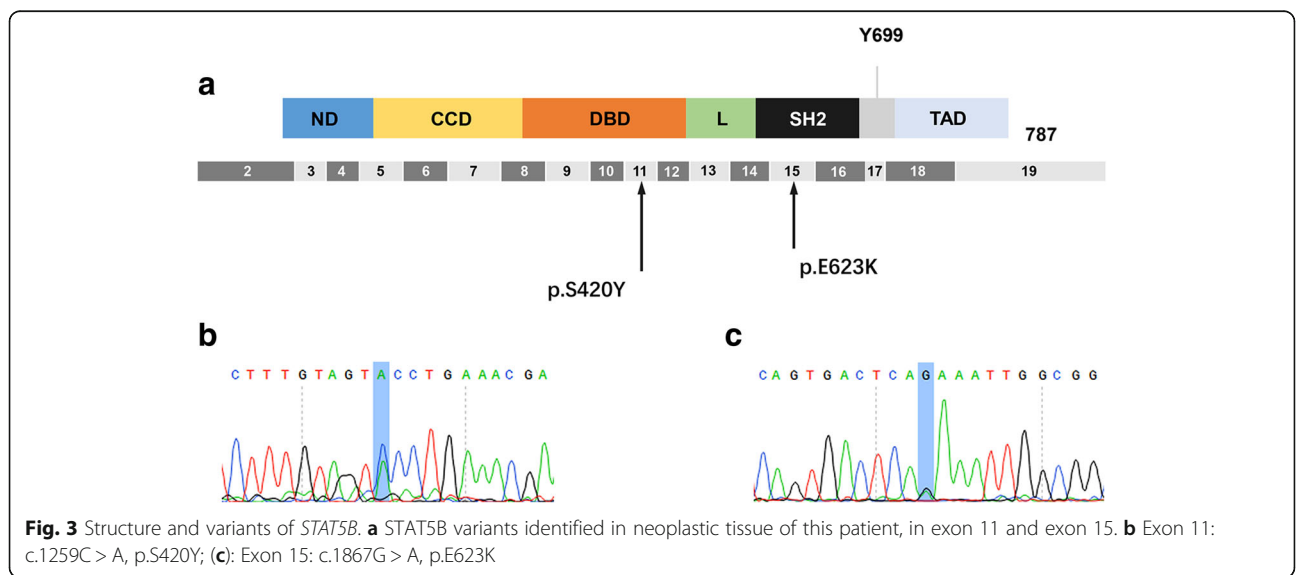 Y699
a
ND CCD DBD L SH2 TAD
787
2 3 4 5 6 7 8 9 10 11 12 13 14 15 16 17 18 19
p.E623K
p.S420Y
b
C T T T G T A G T A C C T G A A A C G A
c
C A G T G A C T C A G A A A T T G G C G G
Fig. 3 Structure and variants of STAT5B. a STAT5B variants identified in neoplastic tissue of this patient, in exon 11 and exon 15. b Exon 11:
c.1259C > A, p.S420Y; (c): Exon 15: c.1867G > A, p.E623K